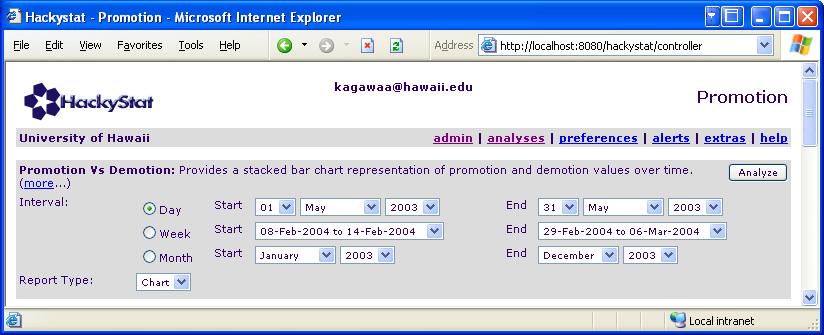 Hackystat - Promotion - Microsoft Internet Explorer
File Edit View Favorites Tools Help Address http://localhost:8080/hackystat/controller
HackyStat
kagawaa@hawaii.edu
Promotion
University of Hawaii admin | analyses | preferences | alerts | extras | help
Promotion Vs Demotion: Provides a stacked bar chart representation of promotion and demotion values over time. Analyze
(more...)
Interval: Day Start 01 May 2003 End 31 May 2003
Week Start 08-Feb-2004 to 14-Feb-2004 End 29-Feb-2004 to 06-Mar-2004
Month Start January 2003 End December 2003
Report Type: Chart
Local intranet